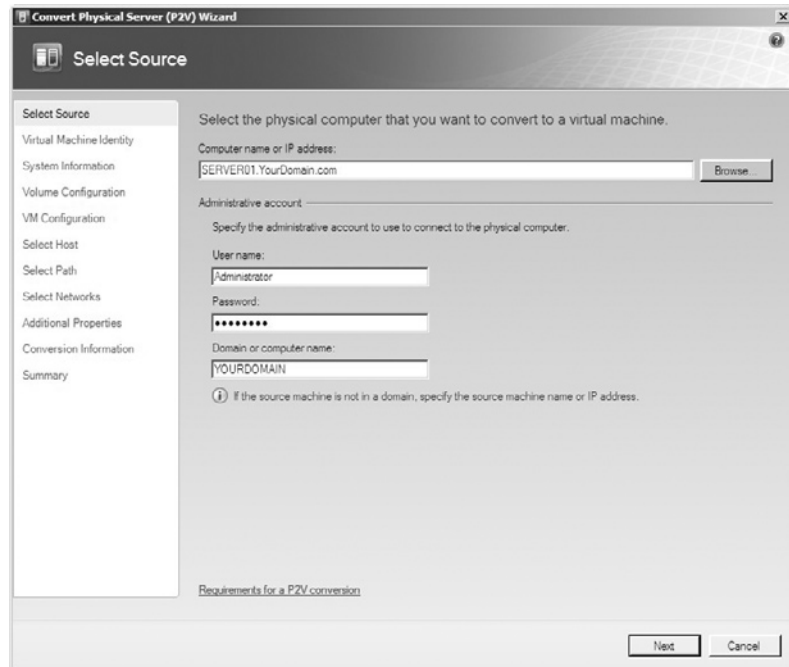 Convert Physical Server (P2V) Wizard
Select Source
Select Source
Virtual Machine Identity
System Information
Volume Configuration
VM Configuration
Select Host
Select Path
Select Networks
Additional Properties
Conversion Information
Summary
Select the physical computer that you want to convert to a virtual machine.
Computer name or IP address:
SERVER01.YourDomain.com
Browse...
Administrative account
Specify the administrative account to use to connect to the physical computer.
User name:
Administrator
Password:
••••••••
Domain or computer name:
YOURDOMAIN
If the source machine is not in a domain, specify the source machine name or IP address.
Requirements for a P2V conversion
Next
Cancel